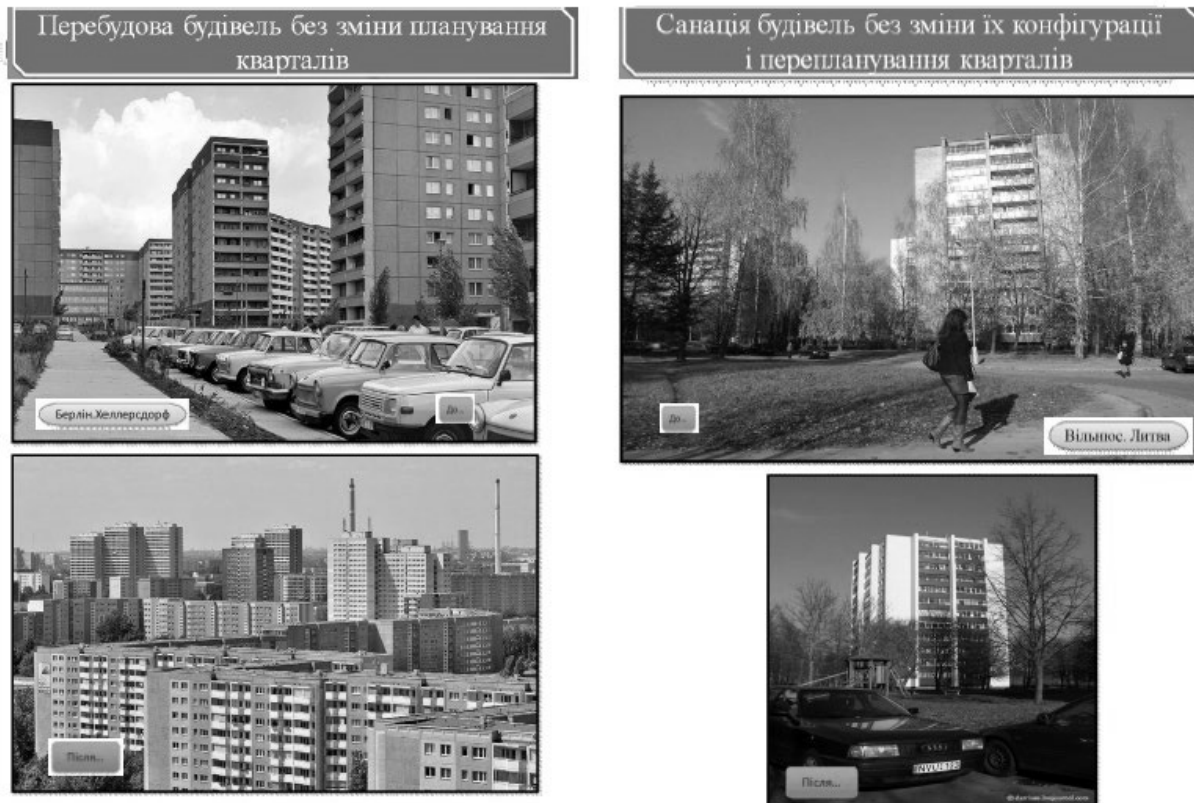 Перебудова будівель без зміни планування
кварталів
Берлін.Хеллерсдорф
До...
Після...
Санація будівель без зміни їх конфігурації
і перепланування кварталів
До...
Вільнюс. Литва
Після...